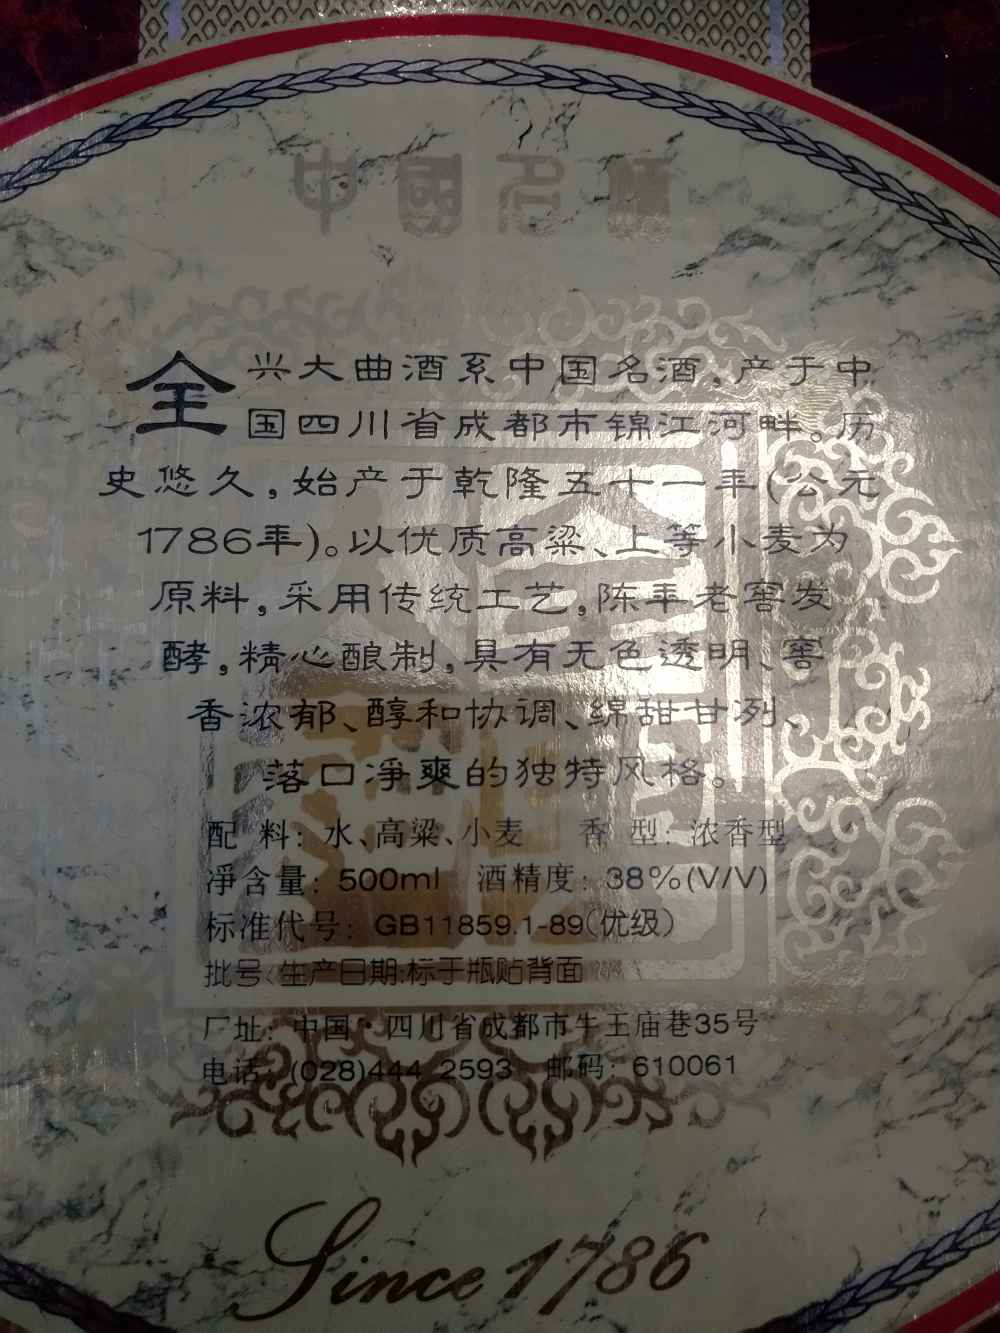 中國名酒
全兴大曲酒系中国名酒,产于中
国四川省成都市锦江河畔。历
史悠久,始产于乾隆五十一年(公元
1786年)。以优质高粱、上等小麦为
原料,采用传统工艺,陈年老窖发
酵,精心酿制,具有无色透明、窖
香浓郁、醇和协调、绵甜甘洌、
落口净爽的独特风格。
配 料: 水、高粱、小麦 香 型: 浓香型
净含量: 500ml 酒精度: 38%(V/V)
标准代号: GB11859.1-89(优级)
批号、生产日期:标于瓶贴背面
厂址: 中国·四川省成都市牛王庙巷35号
电话: (028)444 2593 邮码: 610061
Since 1786